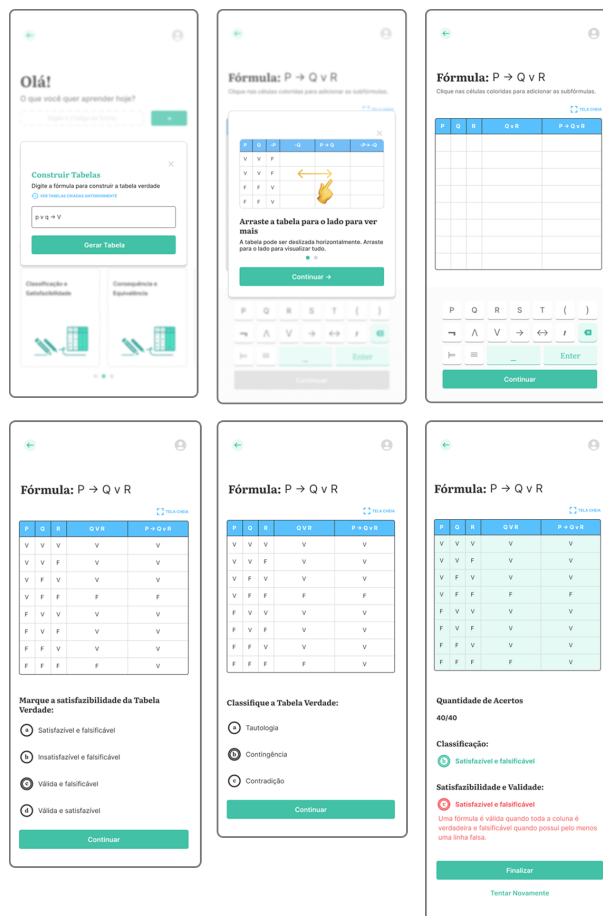 Olá!
O que você quer aprender hoje?
Construir Tabelas
Digite a fórmula para construir a tabela verdade
VER TABELAS CRIADAS ANTERIORMENTE
p v q → V
Gerar Tabela
Classificação e
Satisfazibilidade
Consequência e
Equivalência
Fórmula: P → Q v R
Clique nas células coloridas para adicionar as subfórmulas.
P Q ¬P ¬Q P → Q ¬P → ¬Q
V V F
V V F
F F V
F F V
Arraste a tabela para o lado para ver
mais
A tabela pode ser deslizada horizontalmente. Arraste
para o lado para visualizar tudo.
Continuar →
P Q R S T ( )
¬ Λ V → ↔ ,
⊨ ≡ _ Enter
Continuar
Fórmula: P → Q v R
Clique nas células coloridas para adicionar as subfórmulas.
TELA CHEIA
P Q R Q v R P → Q v R
P Q R S T ( )
¬ Λ V → ↔ ,
⊨ ≡ _ Enter
Continuar
Fórmula: P → Q v R
TELA CHEIA
P Q R Q V R P → Q v R
V V V V V
V V F V V
V F V V V
V F F F F
F V V V V
F V F V V
F F V V V
F F F F V
Marque a satisfazibilidade da Tabela
Verdade:
a Satisfazível e falsificável
b Insatisfazível e falsificável
c Válida e falsificável
d Válida e satisfazível
Continuar
Fórmula: P → Q v R
TELA CHEIA
P Q R Q V R P → Q v R
V V V V V
V V F V V
V F V V V
V F F F F
F V V V V
F V F V V
F F V V V
F F F F V
Classifique a Tabela Verdade:
a Tautologia
b Contingência
c Contradição
Continuar
Fórmula: P → Q v R
TELA CHEIA
P Q R Q V R P → Q v R
V V V V V
V V F V V
V F V V V
V F F F F
F V V V V
F V F V V
F F V V V
F F F F V
Quantidade de Acertos
40/40
Classificação:
b Satisfazível e falsificável
Satisfazibilidade e Validade:
c Satisfazível e falsificável
Uma fórmula é válida quando toda a coluna é
verdadeira e falsificável quando possui pelo menos
uma linha falsa.
Finalizar
Tentar Novamente